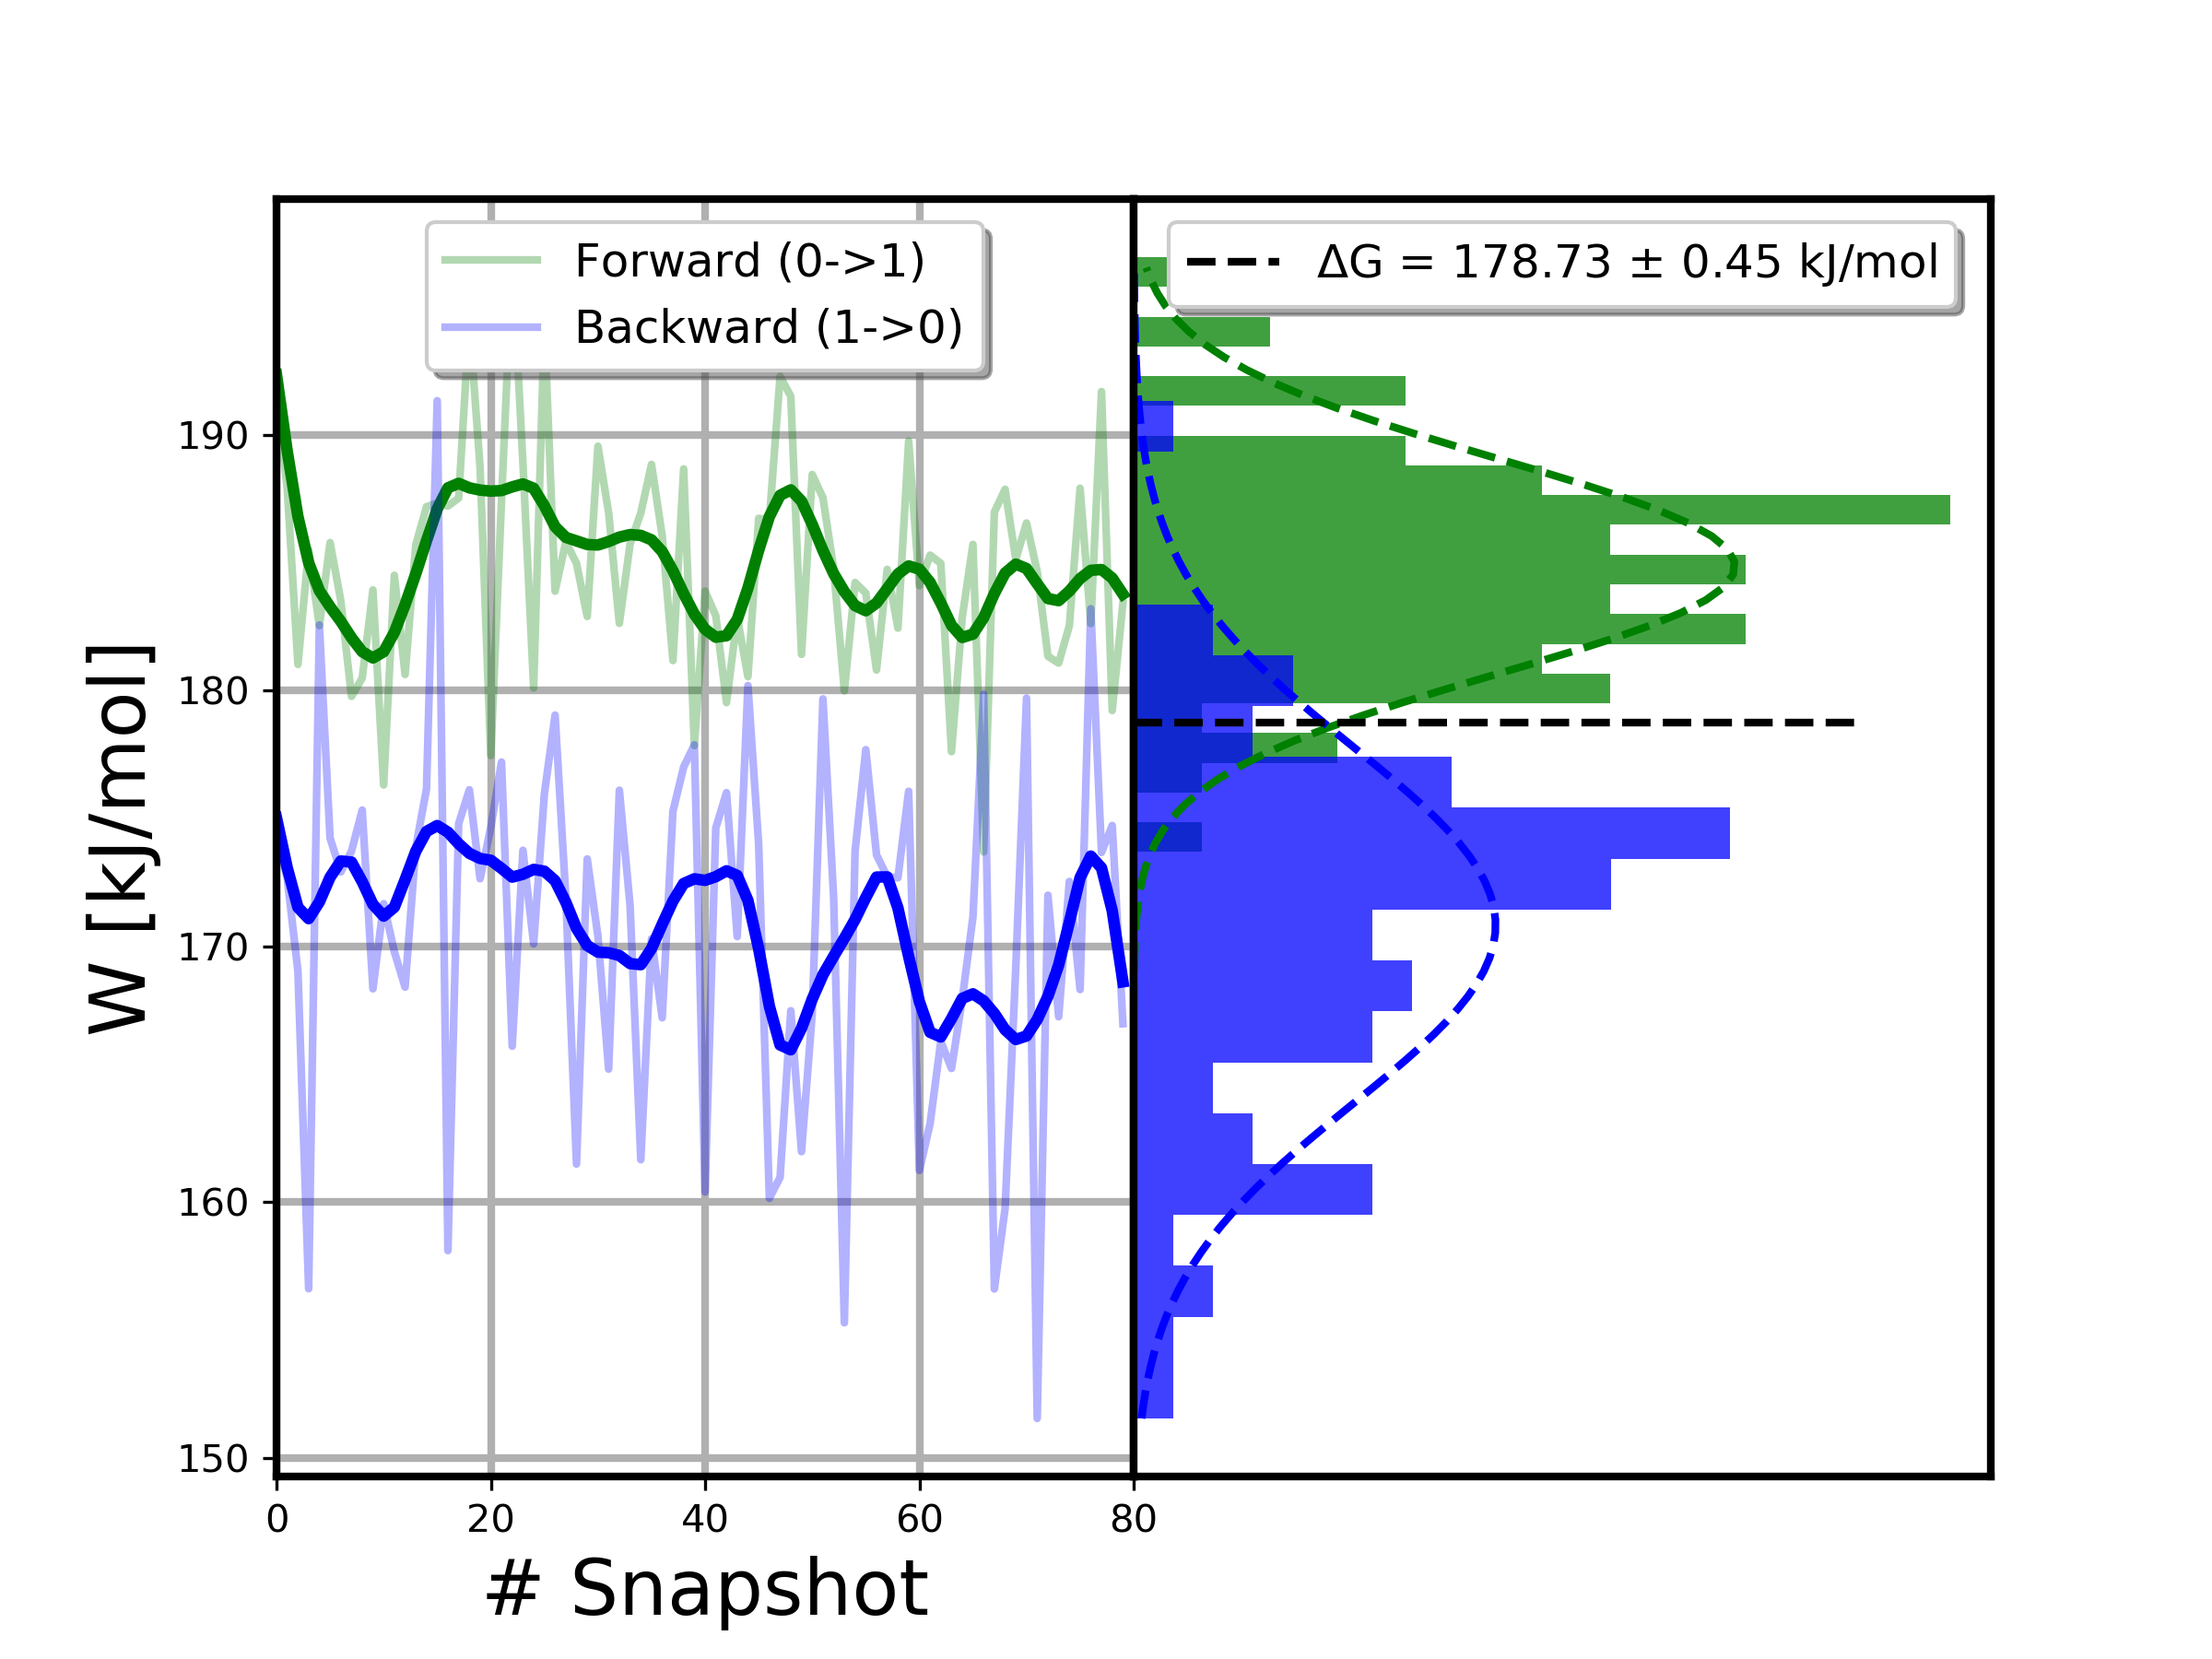 Forward (0->1)
Backward (1->0)
ΔG = 178.73 ± 0.45 kJ/mol
190
180
170
160
150
W [kJ/mol]
0 20 40 60 80
# Snapshot